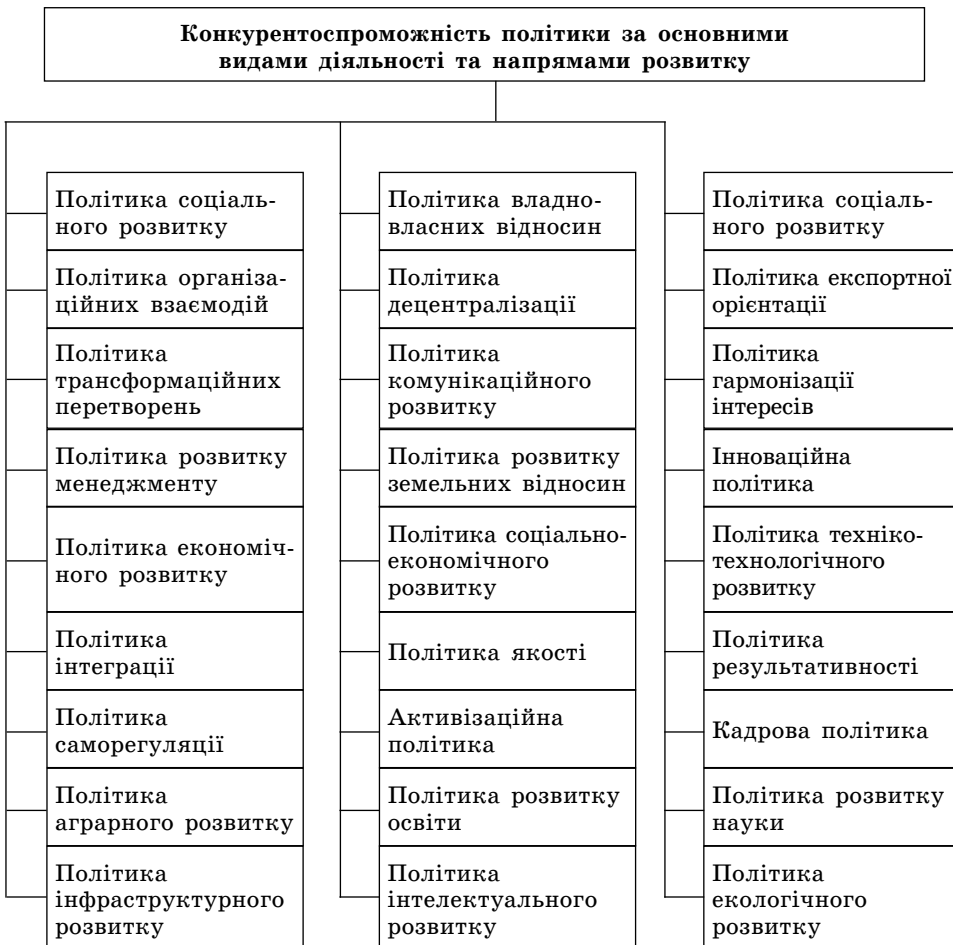 Конкурентоспроможність політики за основними
видами діяльності та напрямами розвитку
Політика соціаль-
ного розвитку
Політика організа-
ційних взаємодій
Політика
трансформаційних
перетворень
Політика розвитку
менеджменту
Політика економіч-
ного розвитку
Політика
інтеграції
Політика
саморегуляції
Політика
аграрного розвитку
Політика
інфраструктурного
розвитку
Політика владно-
власних відносин
Політика
децентралізації
Політика
комунікаційного
розвитку
Політика розвитку
земельних відносин
Політика соціально-
економічного
розвитку
Політика якості
Активізаційна
політика
Політика розвитку
освіти
Політика
інтелектуального
розвитку
Політика соціаль-
ного розвитку
Політика експортної
орієнтації
Політика
гармонізації
інтересів
Інноваційна
політика
Політика техніко-
технологічного
розвитку
Політика
результативності
Кадрова політика
Політика розвитку
науки
Політика
екологічного
розвитку